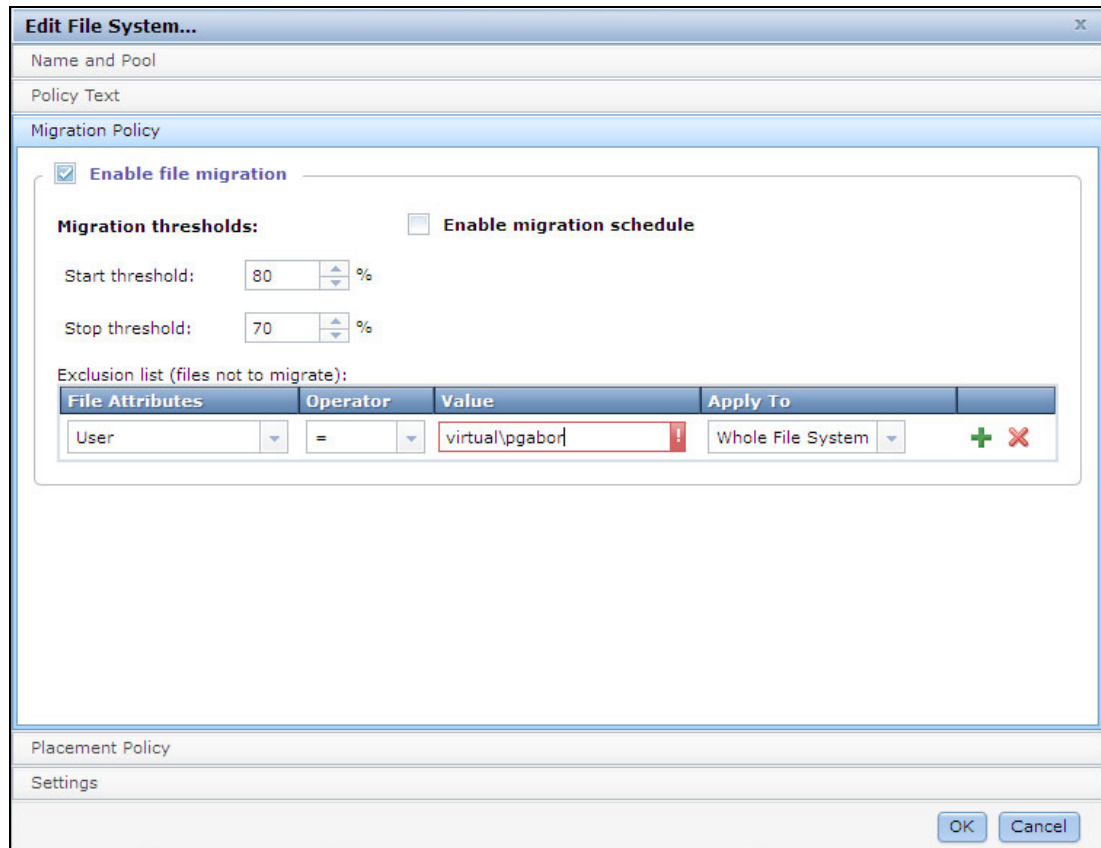 Edit File System... x
Name and Pool
Policy Text
Migration Policy
Enable file migration
Migration thresholds: Enable migration schedule
Start threshold: 80 %
Stop threshold: 70 %
Exclusion list (files not to migrate):
File Attributes Operator Value Apply To
User = virtual\pgabor ! Whole File System
Placement Policy
Settings
OK Cancel